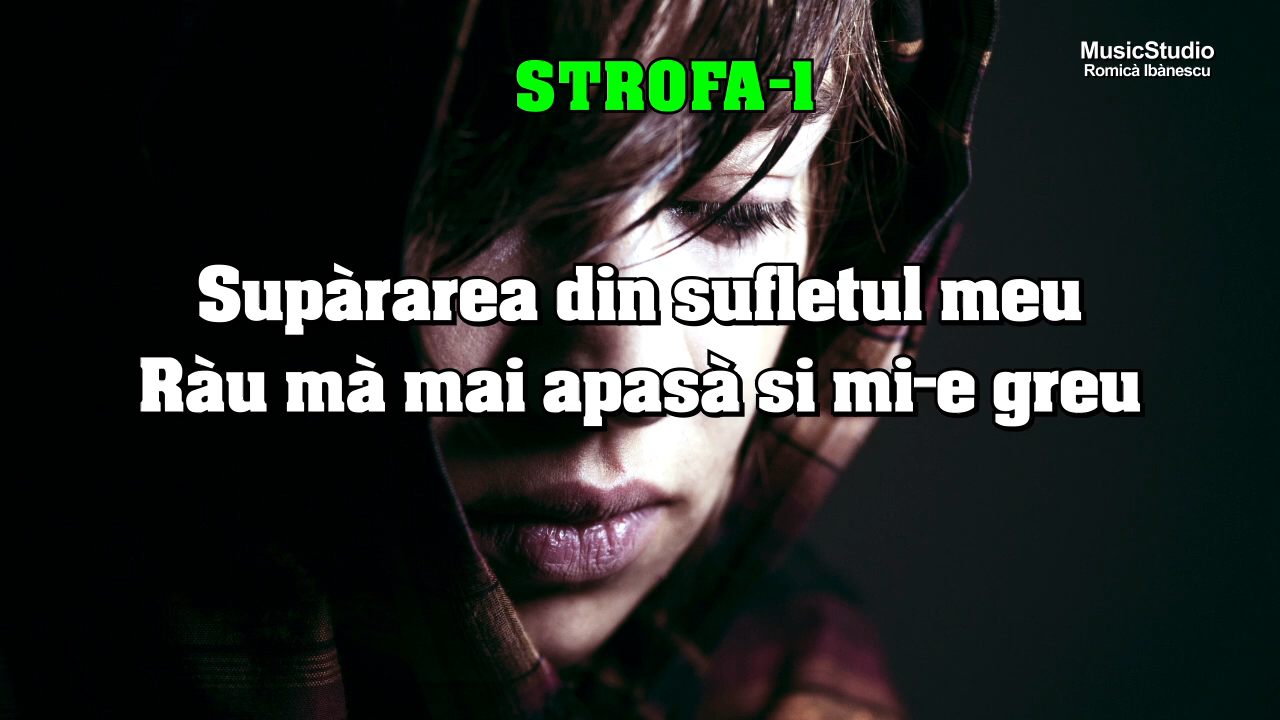 MusicStudio
Romicà Ibànescu
STROFA-1
Supàrarea din sufletul meu
Ràu mà mai apasà si mi-e greu